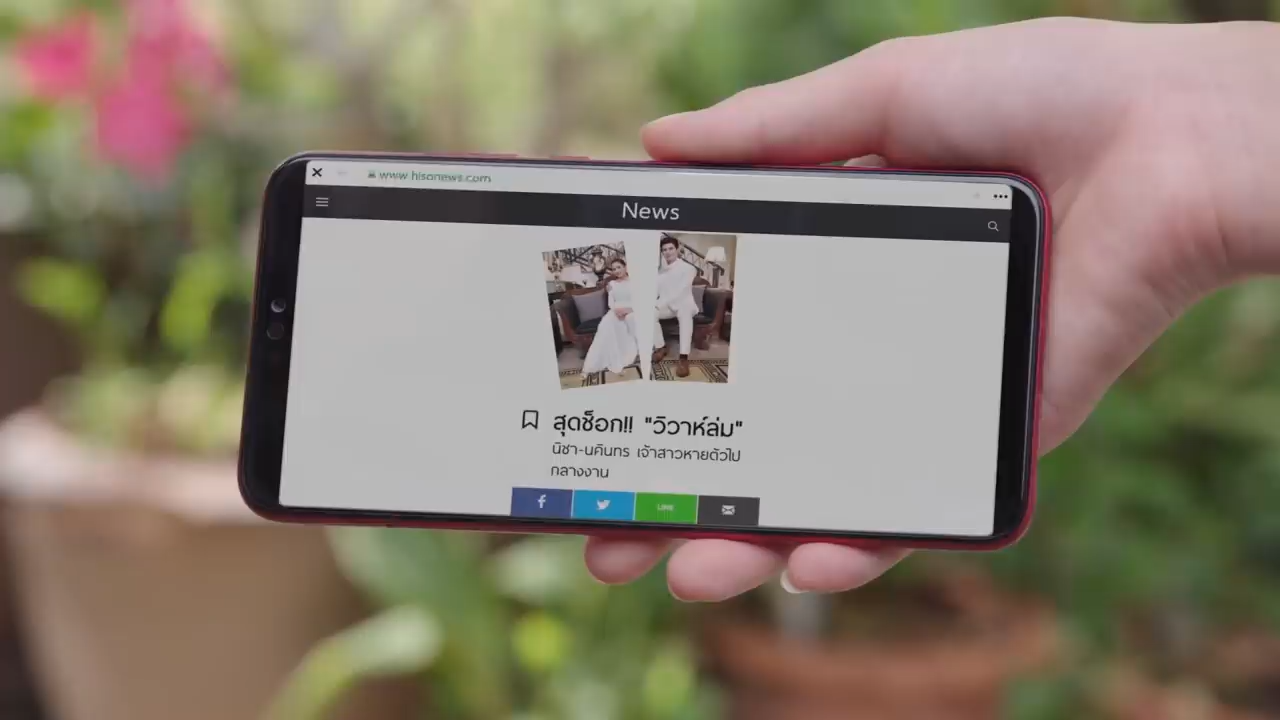 www.hisonews.com
News
สุดช็อก!! "วิวาห์ล่ม"
นิชา-นคินทร เจ้าสาวหายตัวไป
กลางงาน
LINE